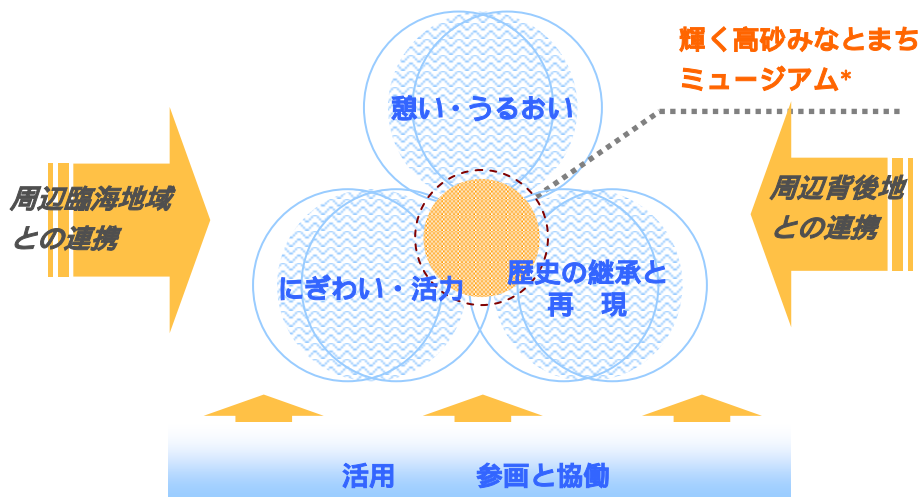 輝く高砂みなとまち
ミュージアム*
憩い・うるおい
周辺臨海地域
との連携
周辺背後地
との連携
にぎわい・活力
歴史の継承と
再　現
活用　　　参画と協働